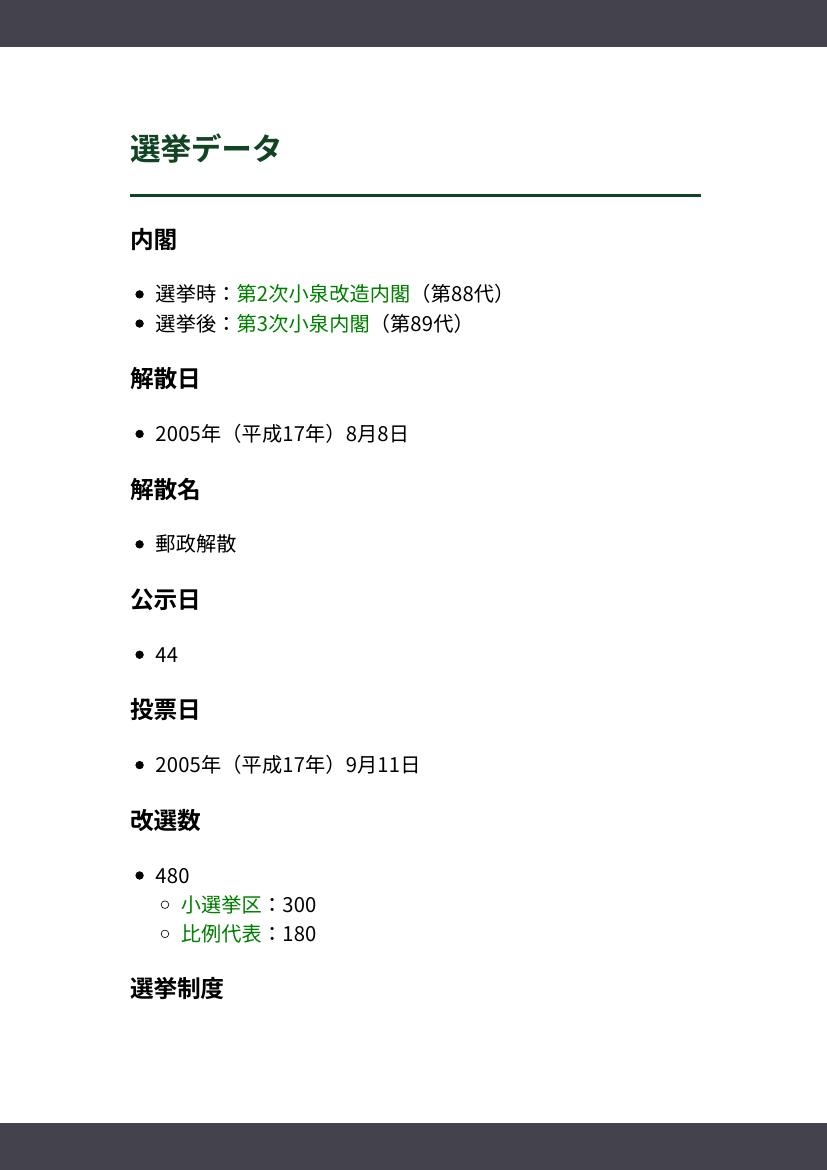 選挙データ
内閣
選挙時：第2次小泉改造内閣（第88代）
選挙後：第3次小泉内閣（第89代）
解散日
2005年（平成17年）8月8日
解散名
郵政解散
公示日
44
投票日
2005年（平成17年）9月11日
改選数
480
小選挙区：300
比例代表：180
選挙制度